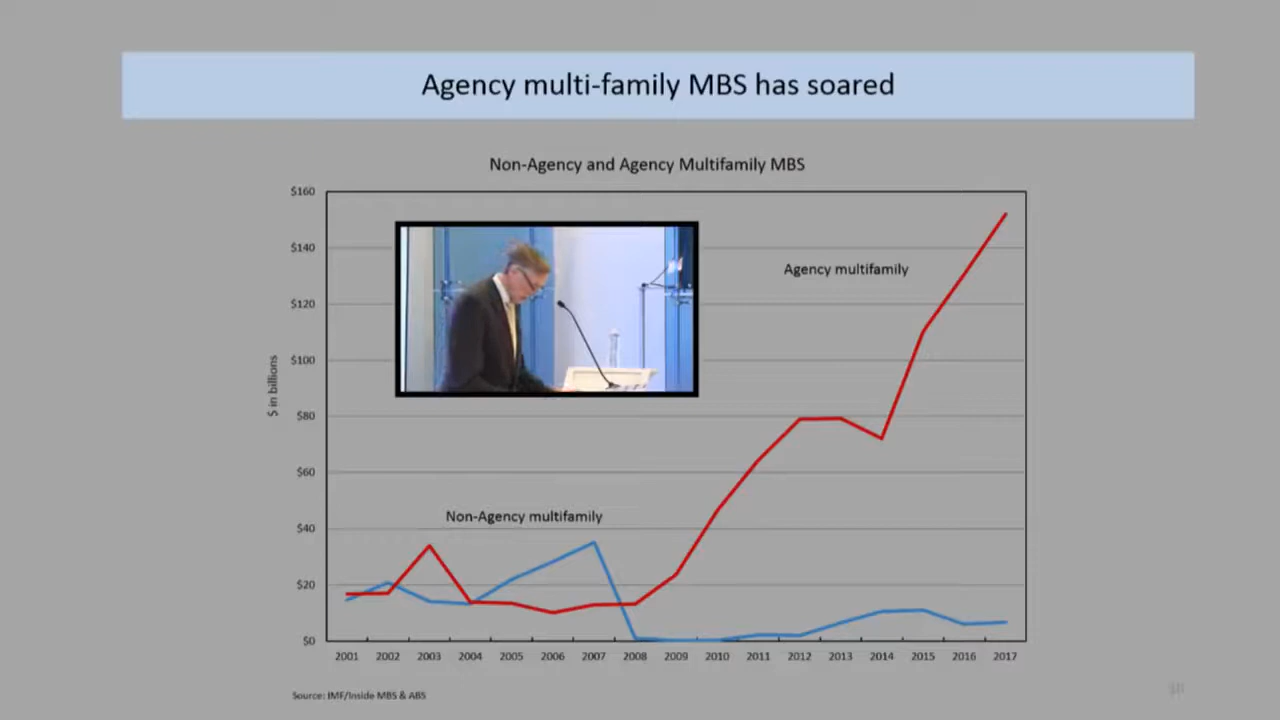 Agency multi-family MBS has soared
Non-Agency and Agency Multifamily MBS
$160
$140
$120
$100
$80
$60
$40
$20
$0
$ in billions
Agency multifamily
Non-Agency multifamily
2001 2002 2003 2004 2005 2006 2007 2008 2009 2010 2011 2012 2013 2014 2015 2016 2017
Source: IMF/Inside MBS & ABS